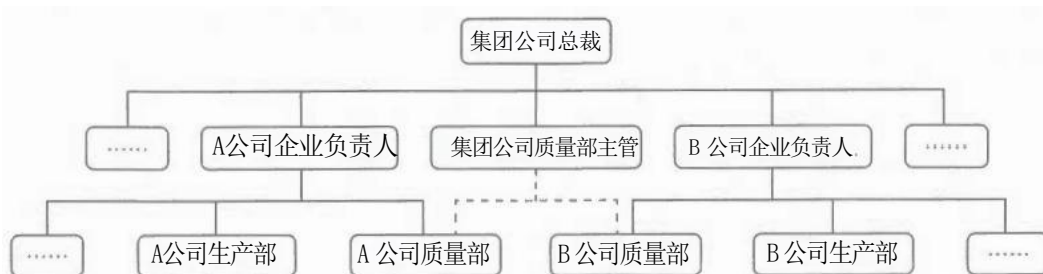 集团公司总裁
······
A公司企业负责人
集团公司质量部主管
B 公司企业负责人.
······
······
A公司生产部
A 公司质量部
B 公司质量部
B 公司生产部
······